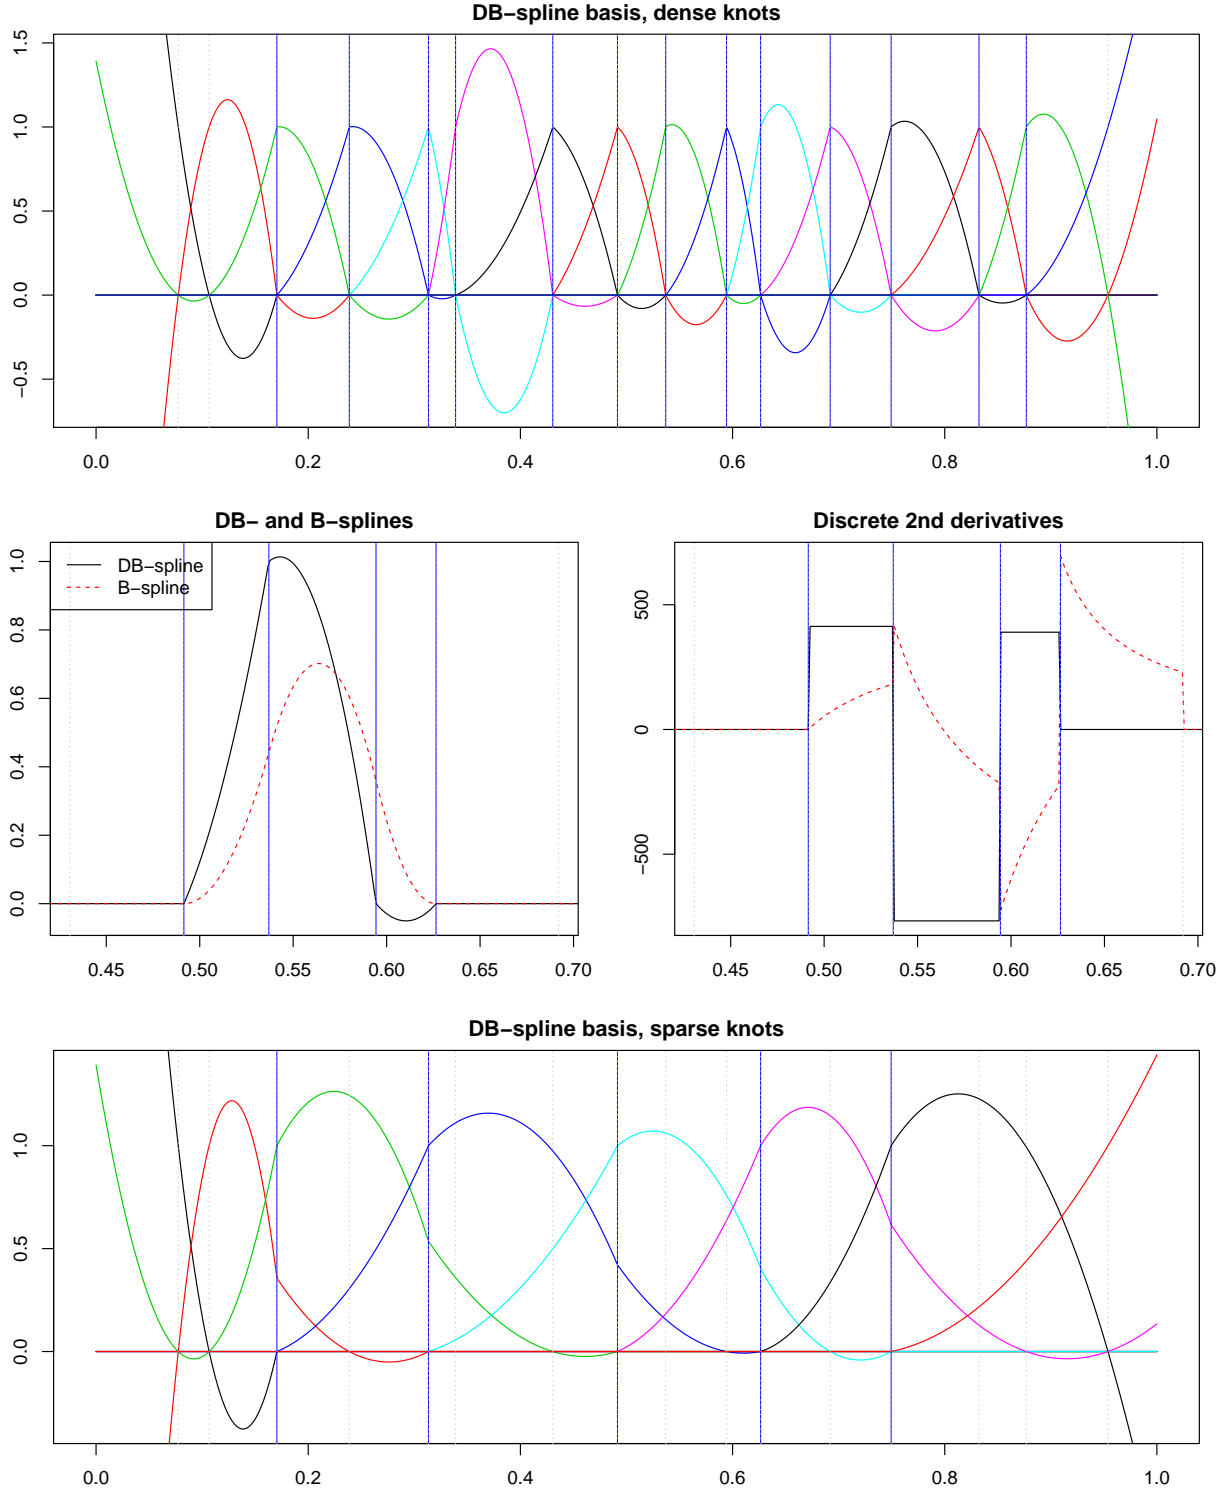 DB−spline basis, dense knots
1.5
1.0
0.5
0.0
−0.5
0.0 0.2 0.4 0.6 0.8 1.0
DB− and B−splines
DB−spline
B−spline
1.0
0.8
0.6
0.4
0.2
0.0
0.45 0.50 0.55 0.60 0.65 0.70
Discrete 2nd derivatives
500
0
−500
0.45 0.50 0.55 0.60 0.65 0.70
DB−spline basis, sparse knots
1.0
0.5
0.0
0.0 0.2 0.4 0.6 0.8 1.0